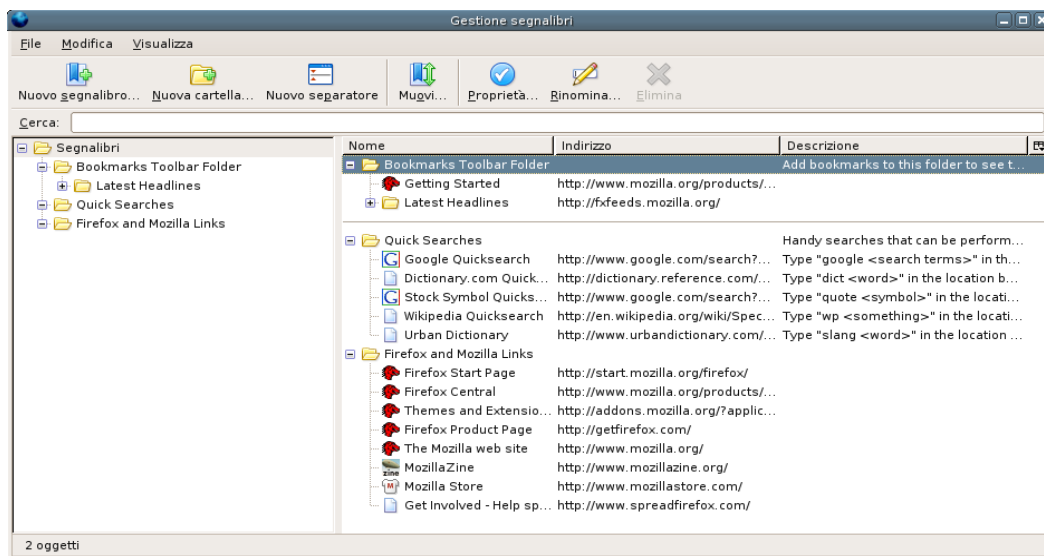 Gestione segnalibri
File Modifica Visualizza
Nuovo segnalibro... Nuova cartella... Nuovo separatore Muovi... Proprietà... Rinomina... Elimina
Cerca:
Segnalibri
Bookmarks Toolbar Folder
Latest Headlines
Quick Searches
Firefox and Mozilla Links
Nome Indirizzo Descrizione
Bookmarks Toolbar Folder Add bookmarks to this folder to see t...
Getting Started http://www.mozilla.org/products/...
Latest Headlines http://fxfeeds.mozilla.org/
Quick Searches Handy searches that can be perform...
Google Quicksearch http://www.google.com/search?... Type "google <search terms>" in th...
Dictionary.com Quick... http://dictionary.reference.com/... Type "dict <word>" in the location b...
Stock Symbol Quicks... http://www.google.com/search?... Type "quote <symbol>" in the locati...
Wikipedia Quicksearch http://en.wikipedia.org/wiki/Spec... Type "wp <something>" in the locati...
Urban Dictionary http://www.urbandictionary.com/... Type "slang <word>" in the location ...
Firefox and Mozilla Links
Firefox Start Page http://start.mozilla.org/firefox/
Firefox Central http://www.mozilla.org/products/...
Themes and Extensio... http://addons.mozilla.org/?applic...
Firefox Product Page http://getfirefox.com/
The Mozilla web site http://www.mozilla.org/
MozillaZine http://www.mozillazine.org/
Mozilla Store http://www.mozillastore.com/
Get Involved - Help sp... http://www.spreadfirefox.com/
2 oggetti